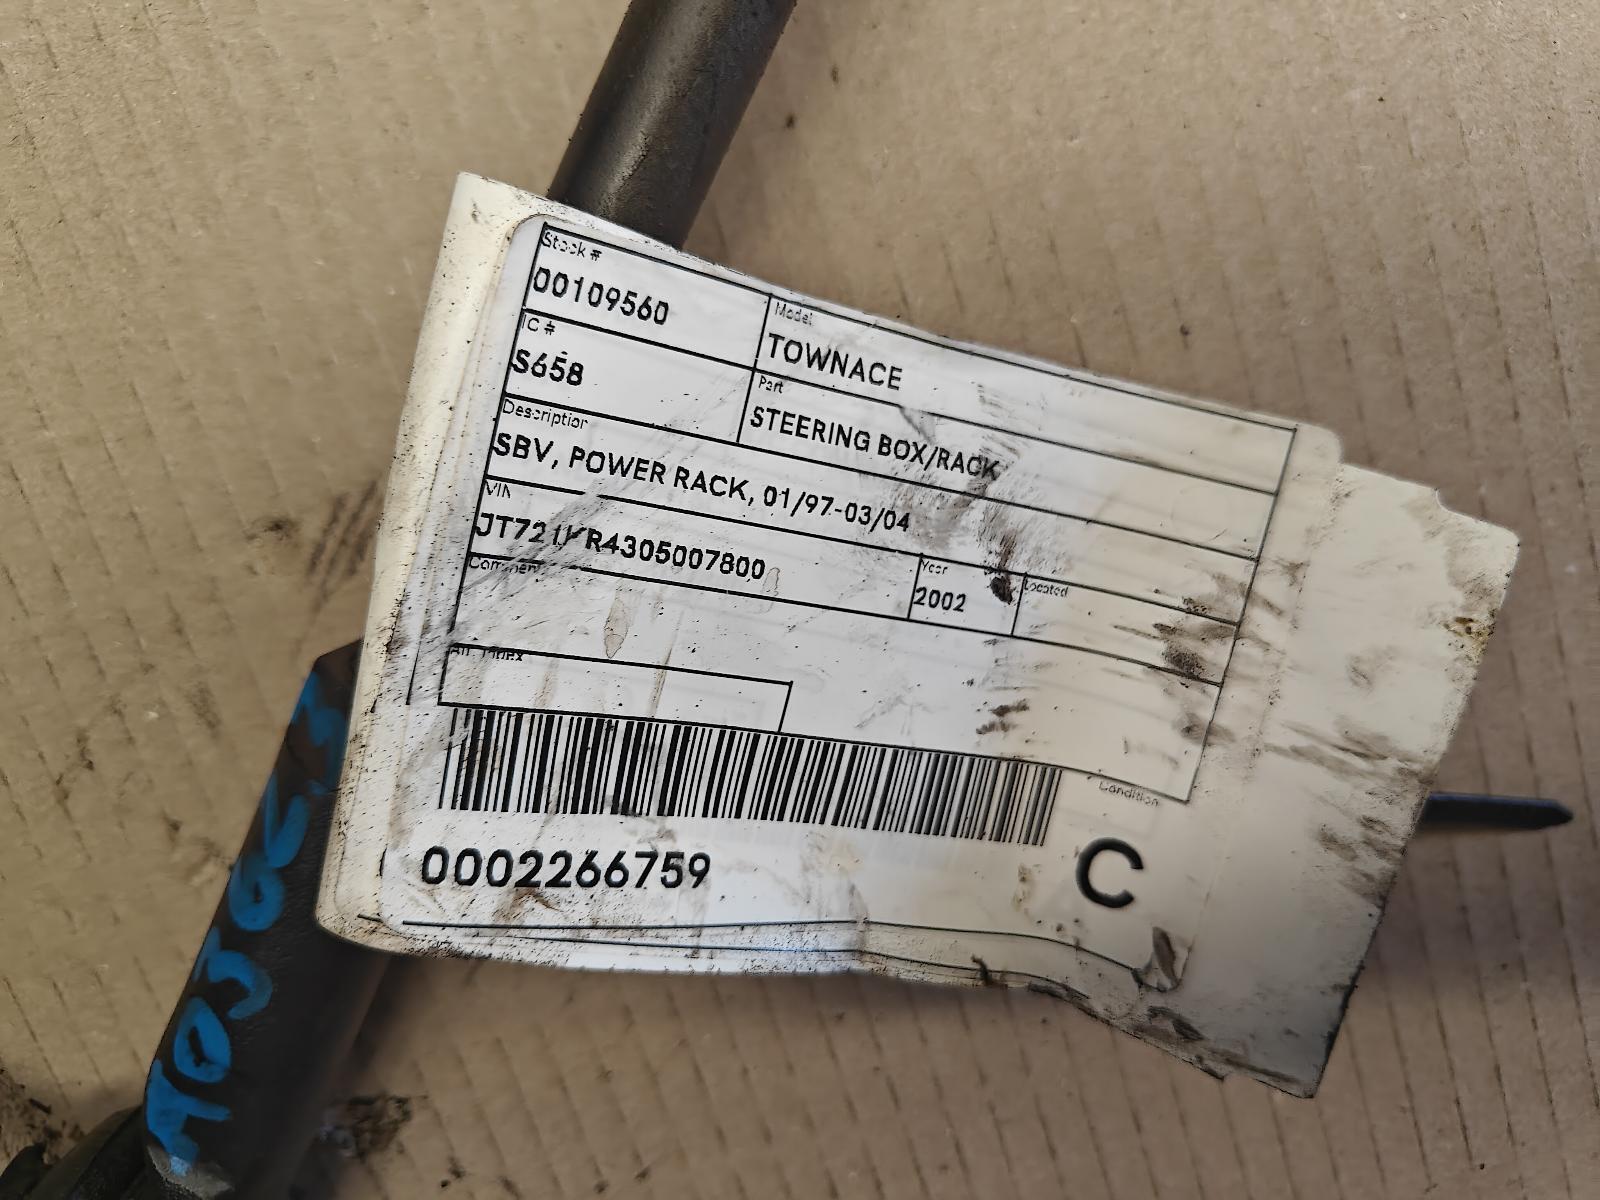 Stock #
00109560
Model
TOWNACE
IC #
S658
Part
STEERING BOX/RACK
Description
SBV, POWER RACK, 01/97-03/04
VIN
Year
2002
Located
Comment
Condition
C
0002266759